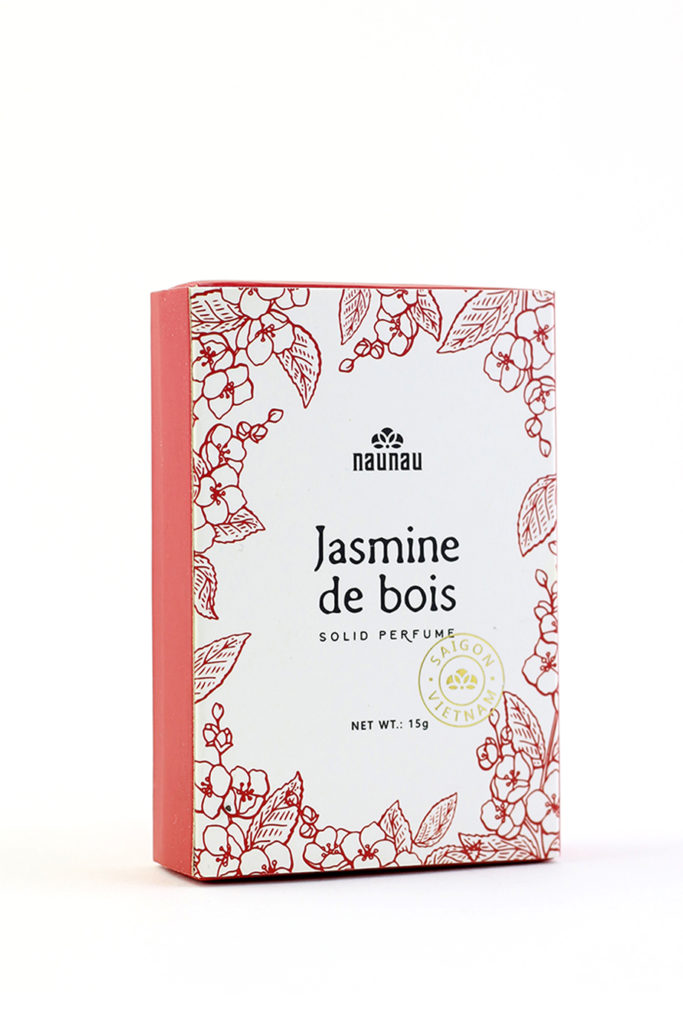 naunau
Jasmine
de bois
SOLID PERFUME
SAIGON
VIETNAM
NET WT.: 15g